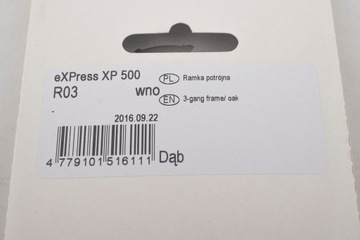 eXPress XP 500
R03 wno
-
2016.09.22
4 779101 516111
Dąb
PL Ramka potrójna
EN 3-gang frame/ oak